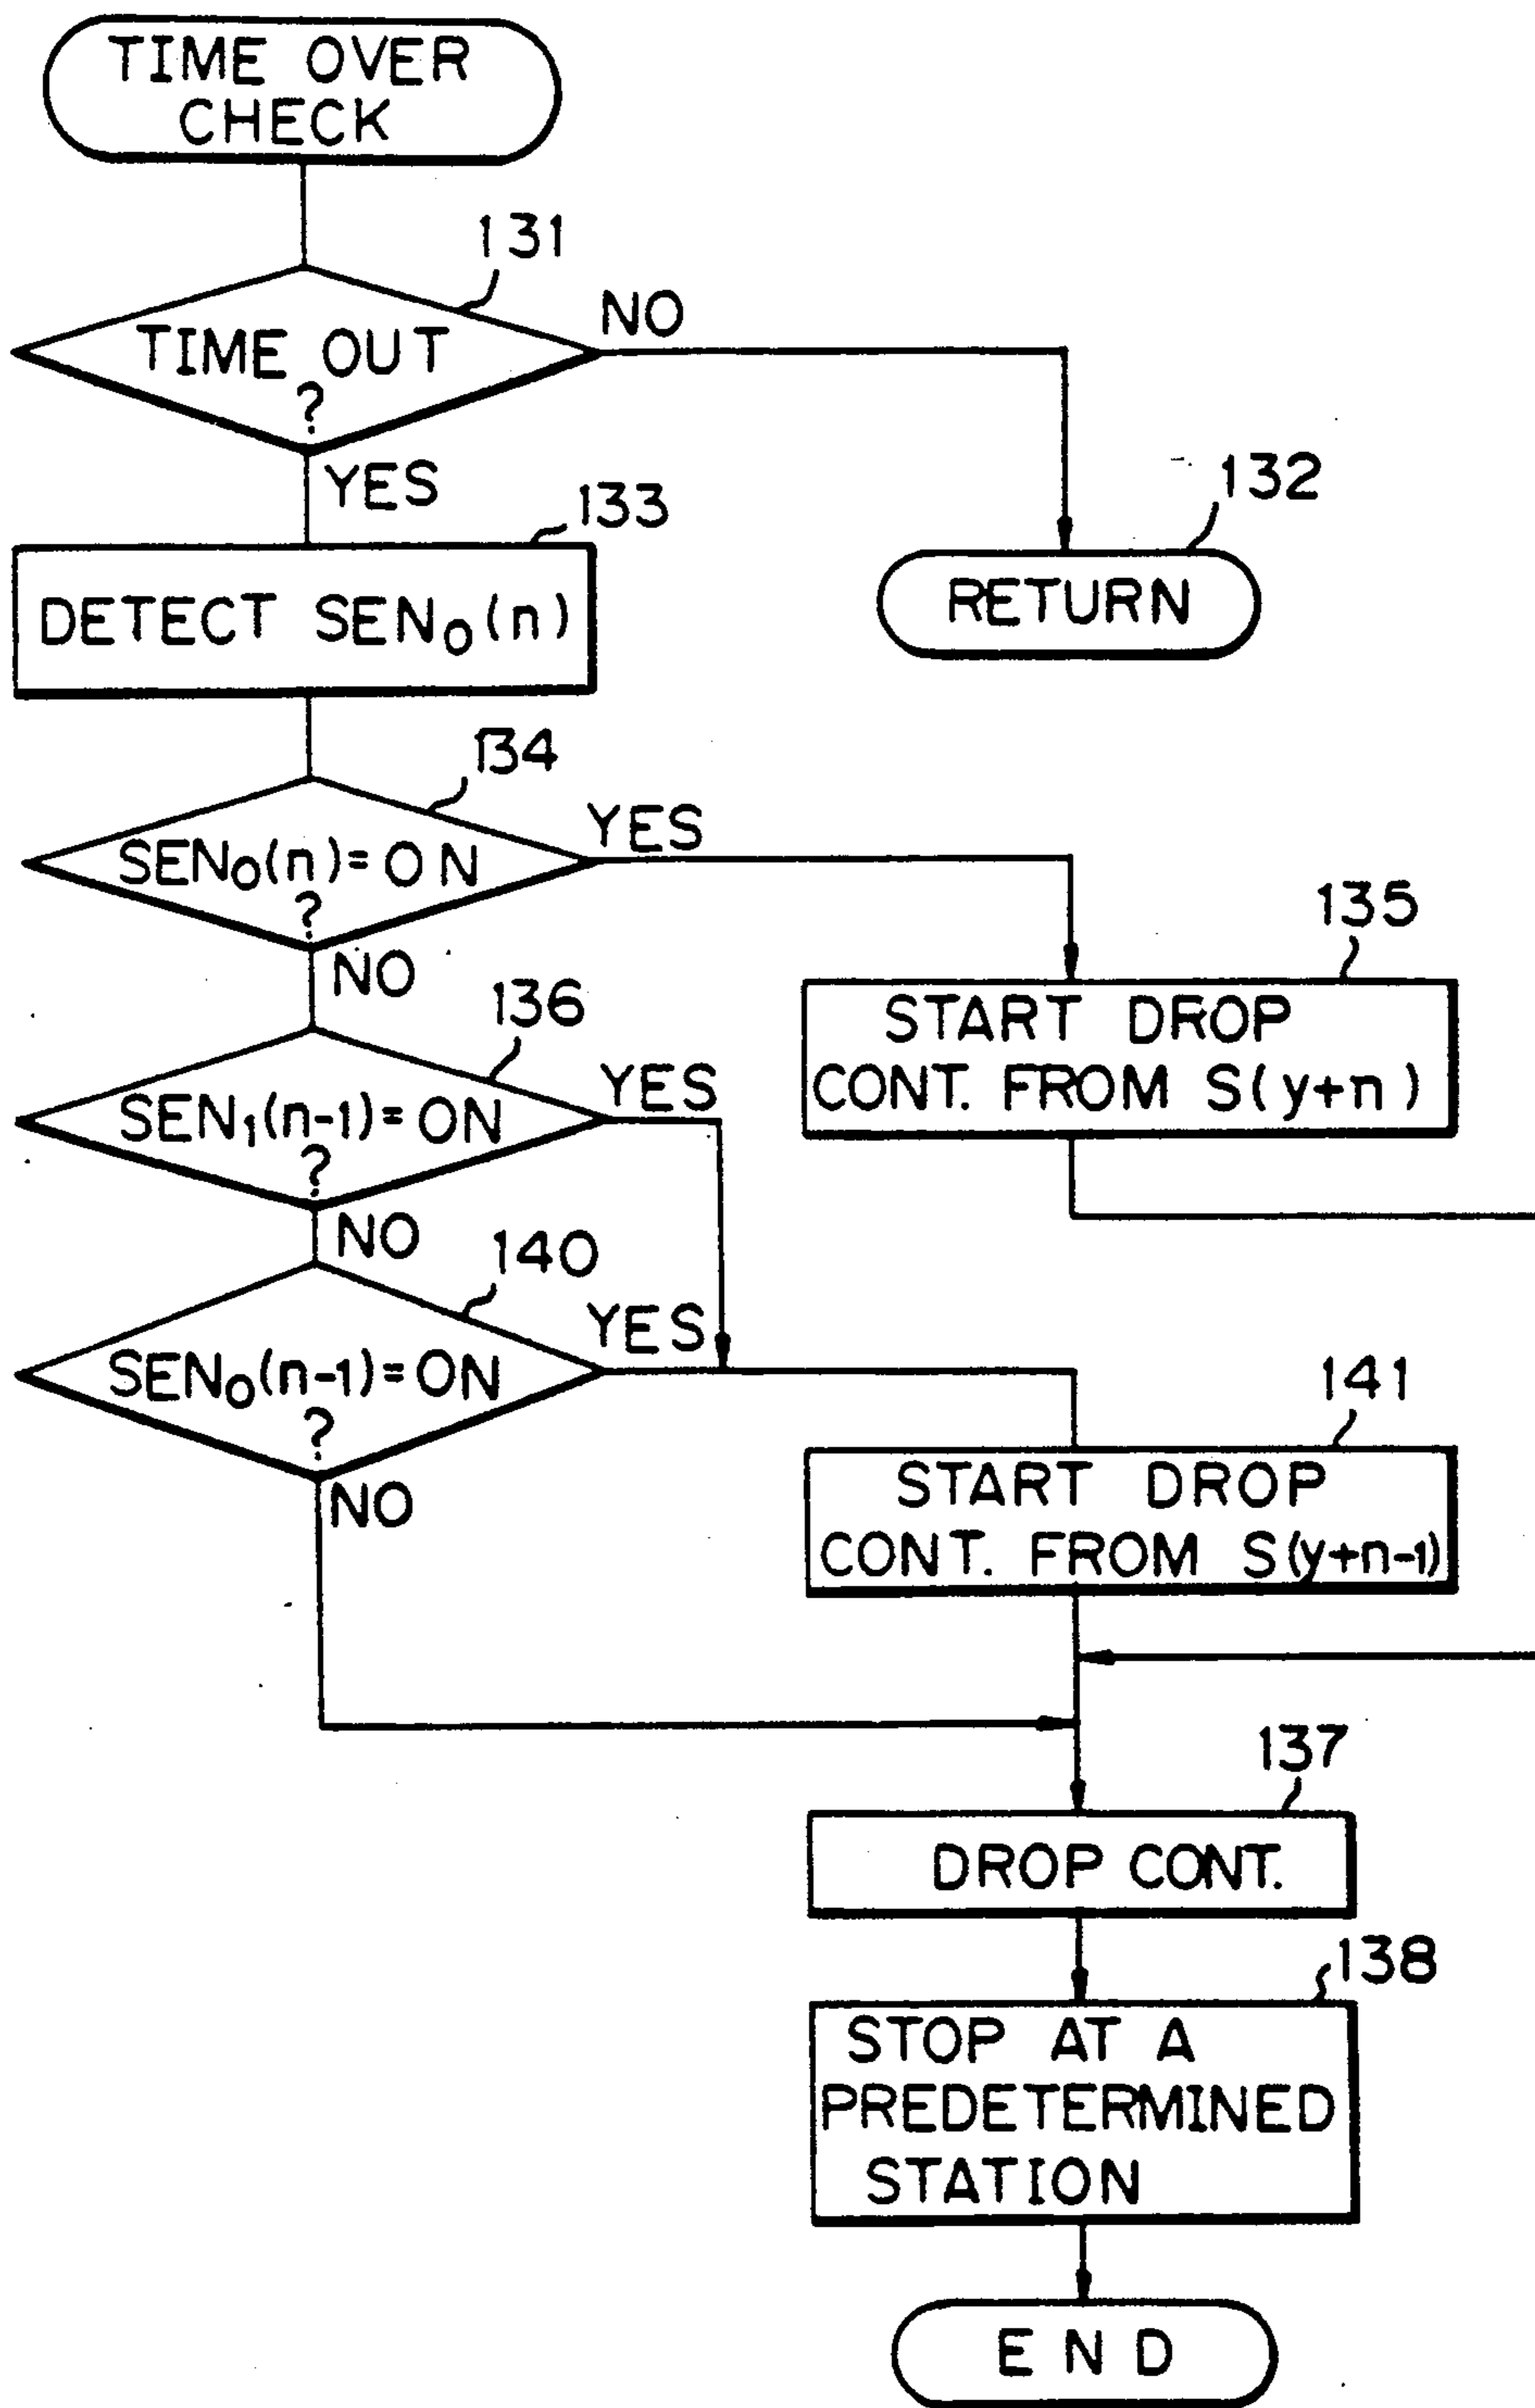 TIME OVER
CHECK
131
TIME OUT
?
NO
YES
132
RETURN
133
DETECT SEN₀(n)
134
SEN₀(n)=ON
?
YES
NO
135
START DROP
CONT. FROM S(y+n)
136
SEN₁(n-1)=ON
?
YES
NO
140
SEN₀(n-1)=ON
?
YES
NO
141
START DROP
CONT. FROM S(y+n-1)
137
DROP CONT.
138
STOP AT A
PREDETERMINED
STATION
END